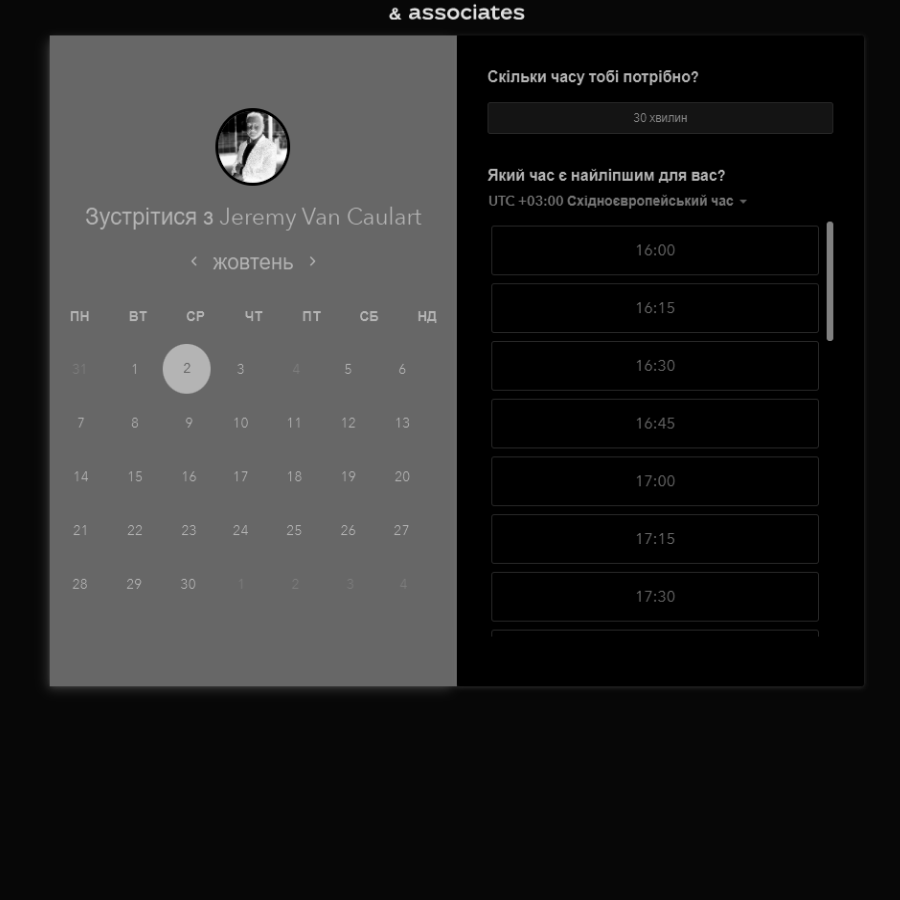 & associates
Зустрітися з Jeremy Van Caulart
жовтень
ПН ВТ СР ЧТ ПТ СБ НД
31 1 2 3 4 5 6
7 8 9 10 11 12 13
14 15 16 17 18 19 20
21 22 23 24 25 26 27
28 29 30 1 2 3 4
Скільки часу тобі потрібно?
30 хвилин
Який час є найліпшим для вас?
UTC +03:00 Східноєвропейський час
16:00
16:15
16:30
16:45
17:00
17:15
17:30